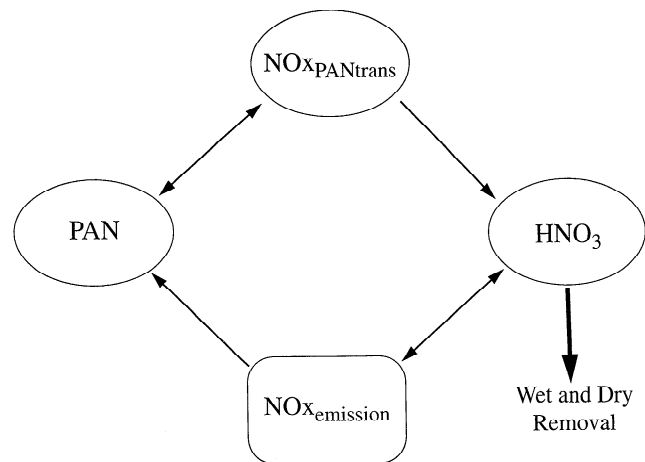 NOxPANtrans
PAN
HNO3
NOxemission
Wet and Dry
Removal